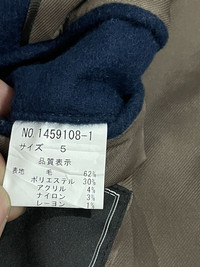 NO.1459108-1
サイズ 5
品質表示
表地 毛 62%
ポリエステル 30%
アクリル 4%
ナイロン 3%
レーヨン 1%